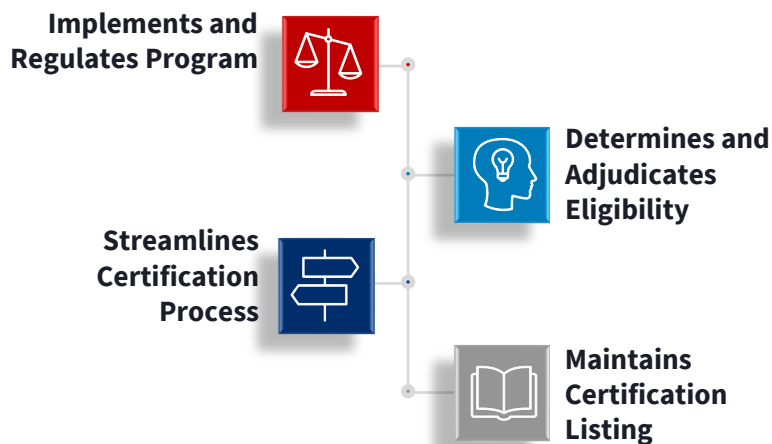 Implements and
Regulates Program
Determines and
Adjudicates
Eligibility
Streamlines
Certification
Process
Maintains
Certification
Listing